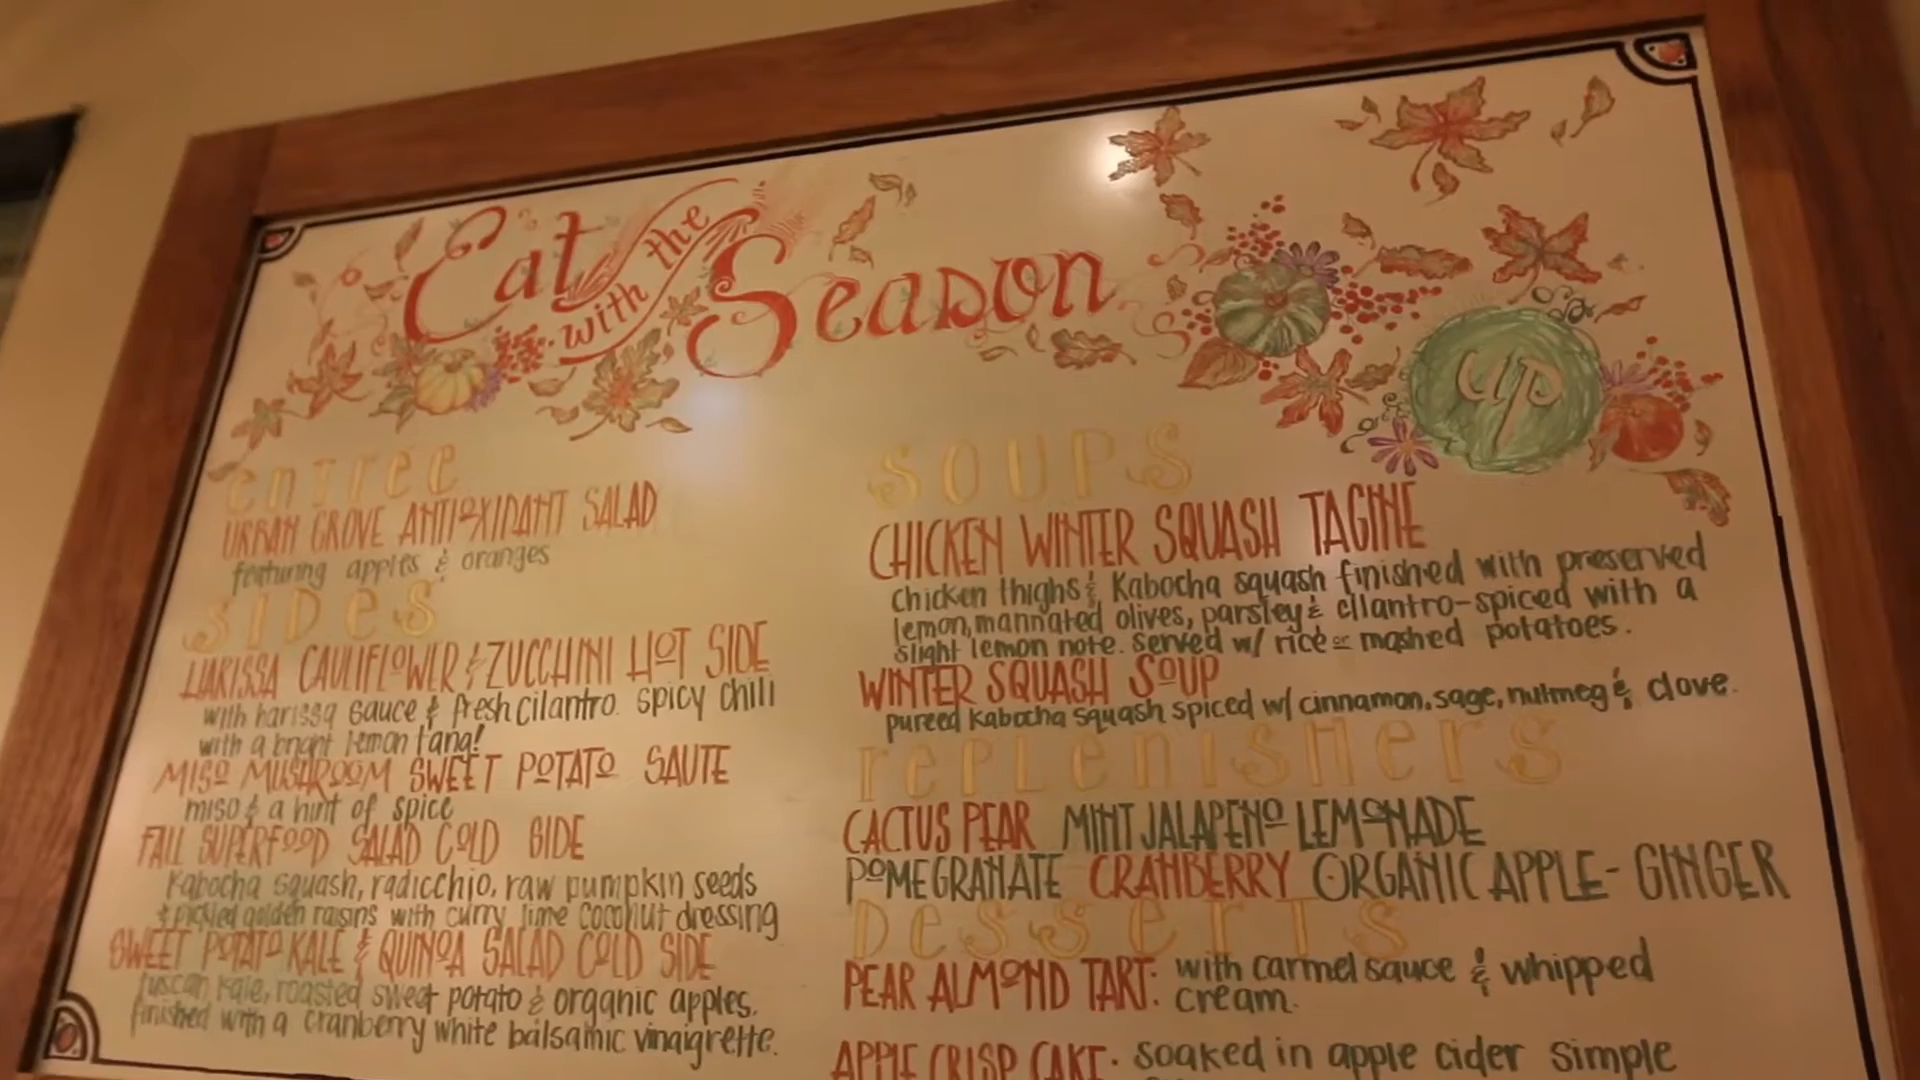 Eat with the Season
up
entree
URBAN GROVE ANTIOXIDANT SALAD
featuring apples & oranges
sides
HARISSA CAULIFLOWER & ZUCCHINI HOT SIDE
with harissa sauce & fresh cilantro. spicy chili
with a bright lemon tang!
MISO MUSHROOM SWEET POTATO SAUTE
miso & a hint of spice
FALL SUPERFOOD SALAD COLD SIDE
Kabocha squash, radicchio, raw pumpkin seeds
& pickled golden raisins with curry lime coconut dressing
SWEET POTATO KALE & QUINOA SALAD COLD SIDE
Tuscan kale, roasted sweet potato & organic apples.
finished with a cranberry white balsamic vinaigrette.
SOUPS
CHICKEN WINTER SQUASH TAGINE
chicken thighs & Kabocha squash finished with preserved
lemon, marinated olives, parsley & cilantro-spiced with a
slight lemon note. served w/ rice or mashed potatoes.
WINTER SQUASH SOUP
pureed kabocha squash spiced w/ cinnamon, sage, nutmeg & clove.
replenishers
CACTUS PEAR MINT JALAPENO LEMONADE
POMEGRANATE CRANBERRY ORGANIC APPLE-GINGER
Desserts
PEAR ALMOND TART: with carmel sauce & whipped
cream.
APPLE CRISP CAKE: soaked in apple cider simple